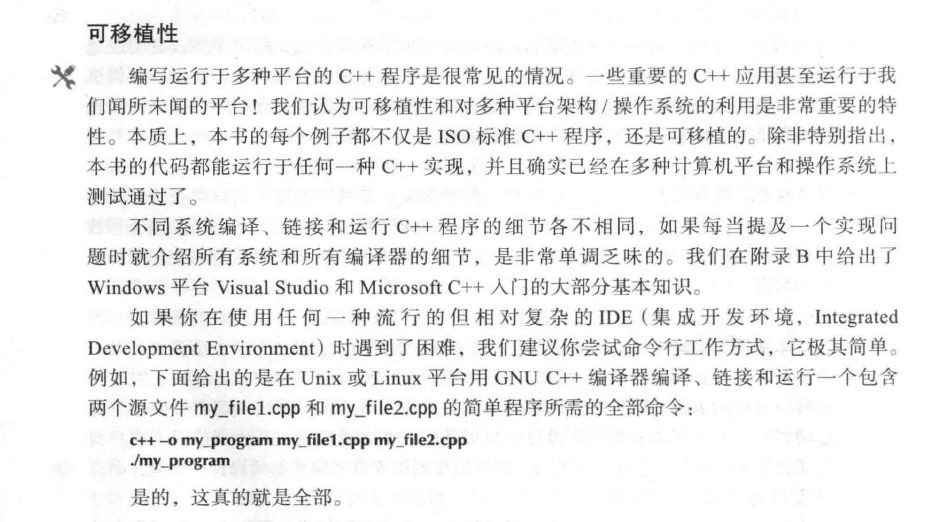 可移植性
编写运行于多种平台的 C++ 程序是很常见的情况。一些重要的 C++ 应用甚至运行于我
们闻所未闻的平台！我们认为可移植性和对多种平台架构 / 操作系统的利用是非常重要的特
性。本质上，本书的每个例子都不仅是 ISO 标准 C++ 程序，还是可移植的。除非特别指出，
本书的代码都能运行于任何一种 C++ 实现，并且确实已经在多种计算机平台和操作系统上
测试通过了。
不同系统编译、链接和运行 C++ 程序的细节各不相同，如果每当提及一个实现问
题时就介绍所有系统和所有编译器的细节，是非常单调乏味的。我们在附录 B 中给出了
Windows 平台 Visual Studio 和 Microsoft C++ 入门的大部分基本知识。
如果你在使用任何一种流行的但相对复杂的 IDE（集成开发环境，Integrated
Development Environment）时遇到了困难，我们建议你尝试命令行工作方式，它极其简单。
例如，下面给出的是在 Unix 或 Linux 平台用 GNU C++ 编译器编译、链接和运行一个包含
两个源文件 my_file1.cpp 和 my_file2.cpp 的简单程序所需的全部命令：
c++ –o my_program my_file1.cpp my_file2.cpp
./my_program
是的，这真的就是全部。